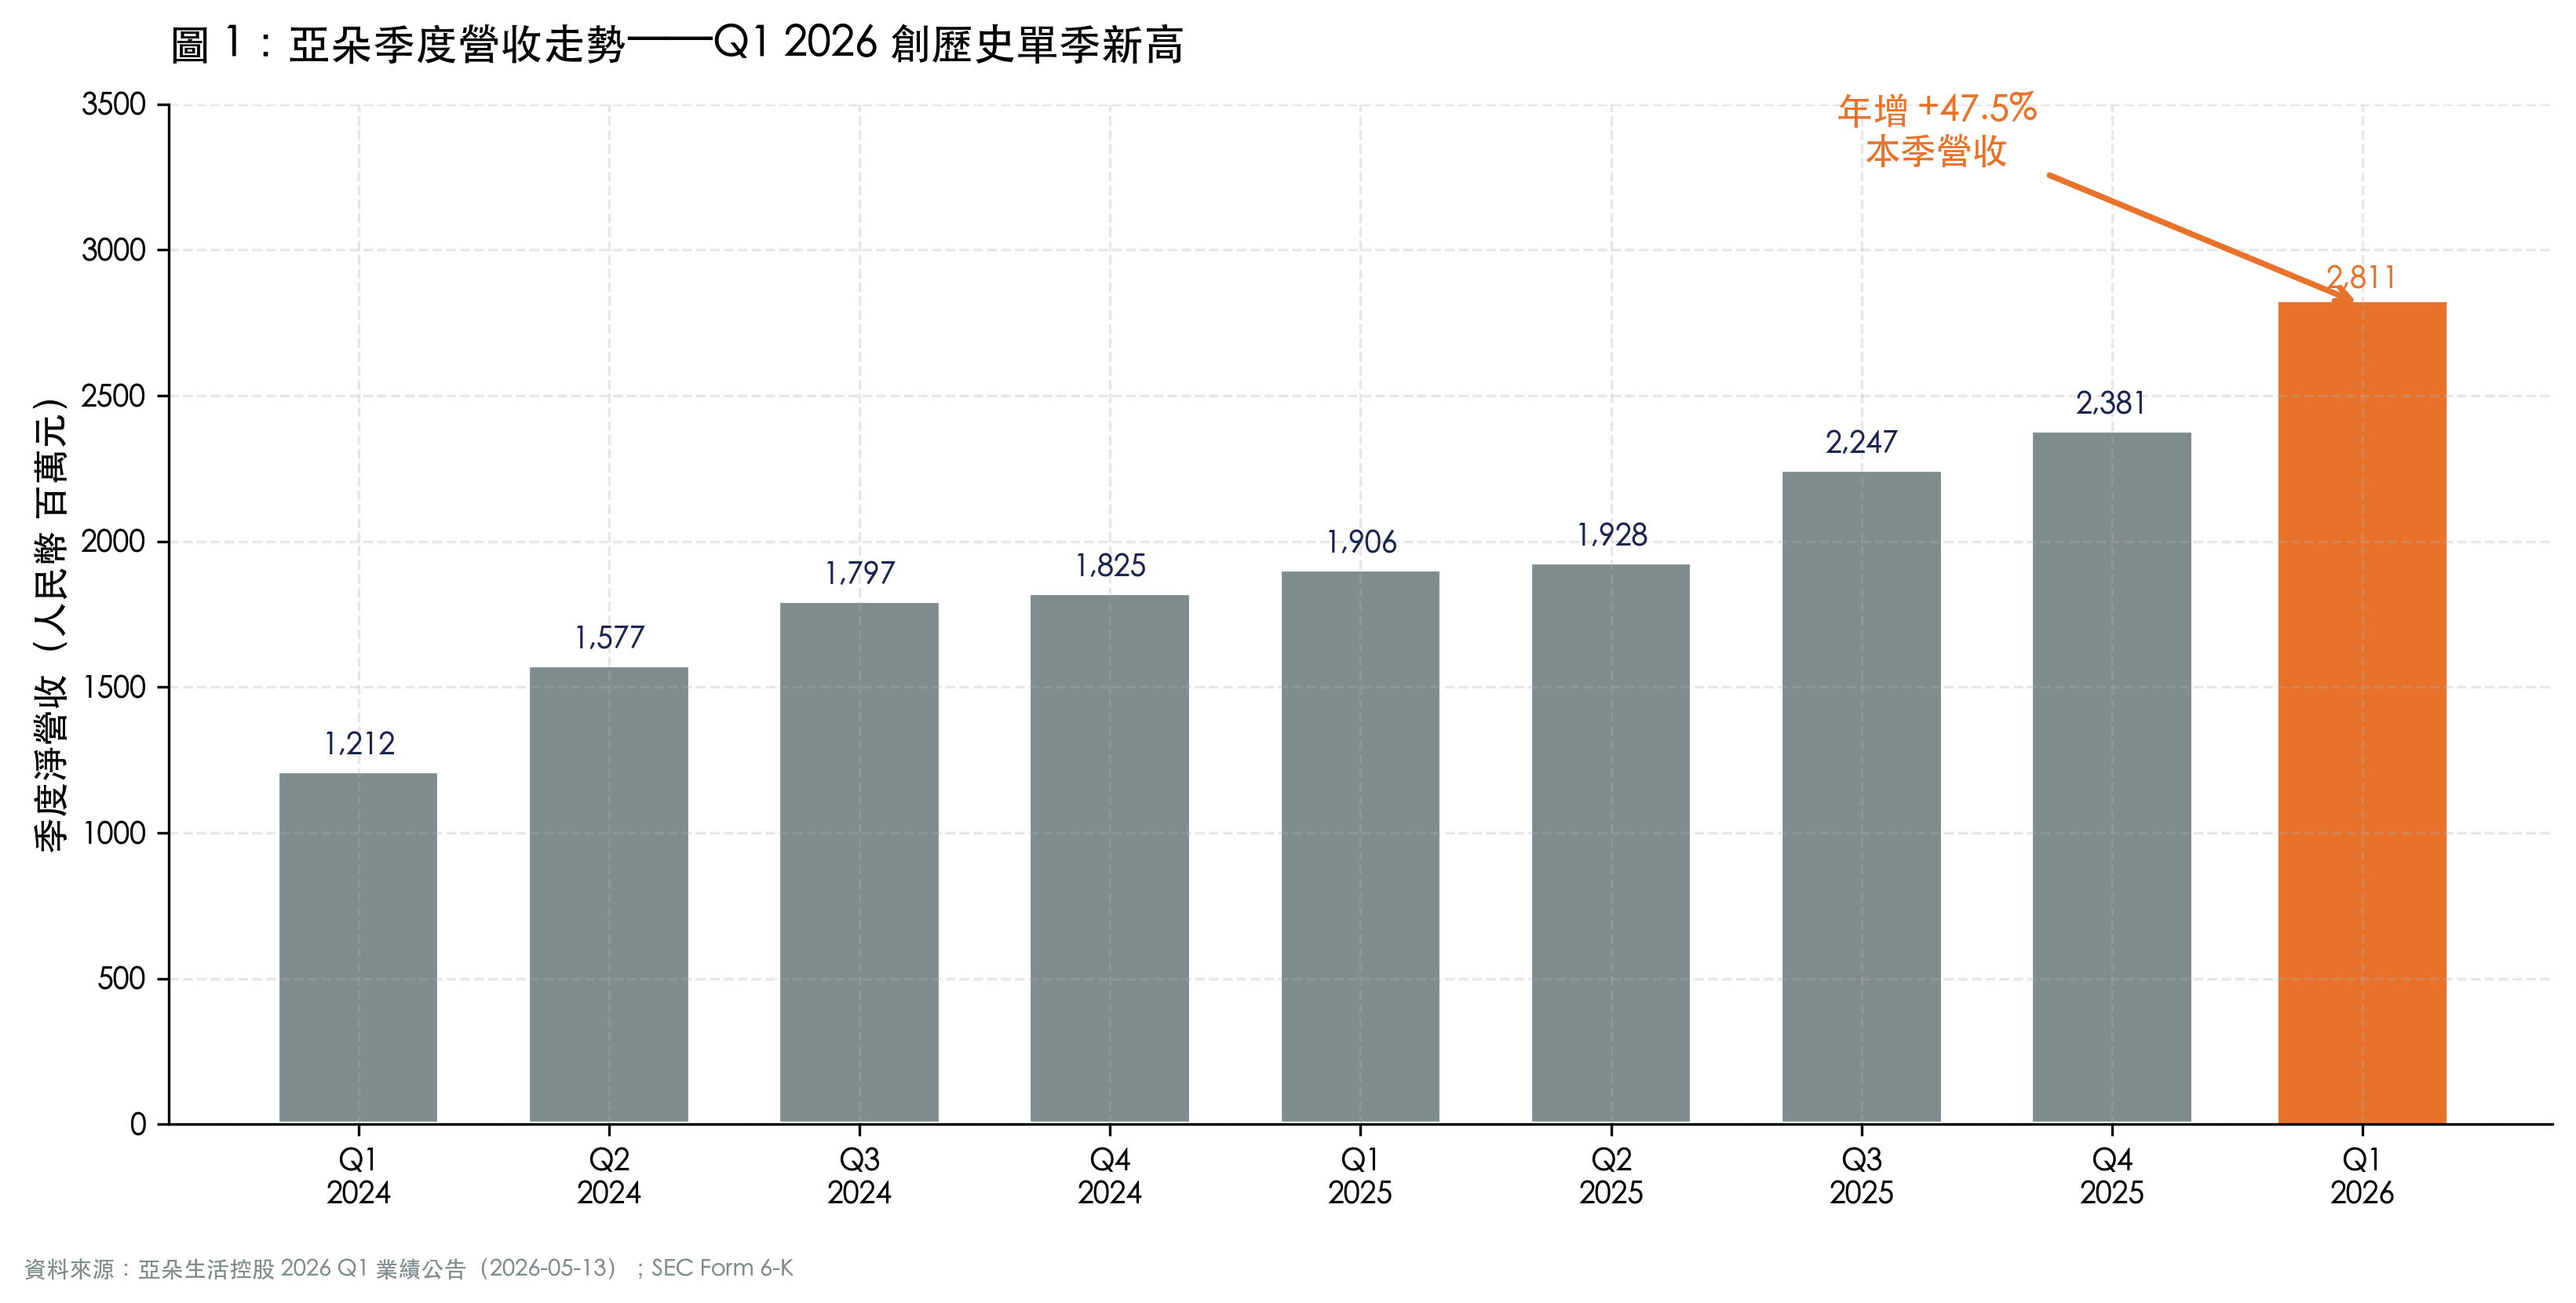 圖 1：亞朵季度營收走勢——Q1 2026 創歷史單季新高
年增 +47.5%
本季營收
季度淨營收（人民幣 百萬元）
3500
3000
2500
2000
1500
1000
500
0
1,212
1,577
1,797
1,825
1,906
1,928
2,247
2,381
2,811
Q1
2024
Q2
2024
Q3
2024
Q4
2024
Q1
2025
Q2
2025
Q3
2025
Q4
2025
Q1
2026
資料來源：亞朵生活控股 2026 Q1 業績公告（2026-05-13）；SEC Form 6-K